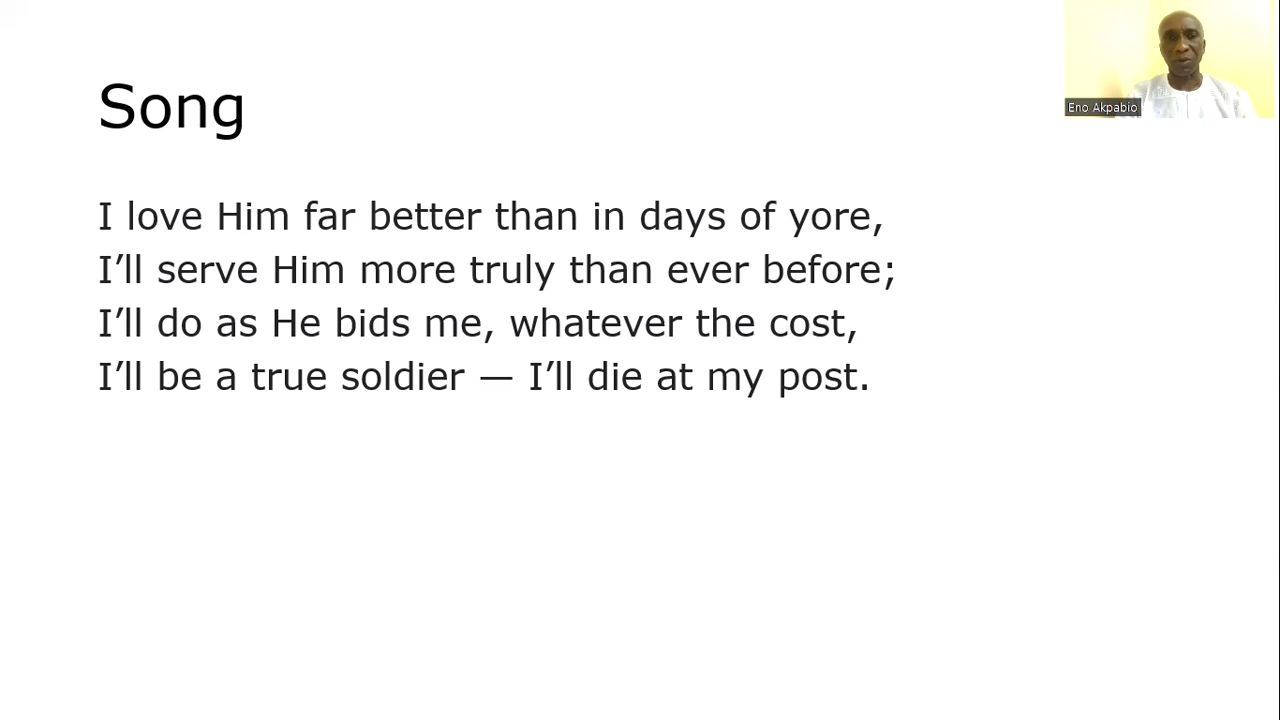 Song
Eno Akpabio
I love Him far better than in days of yore,
I’ll serve Him more truly than ever before;
I’ll do as He bids me, whatever the cost,
I’ll be a true soldier — I’ll die at my post.